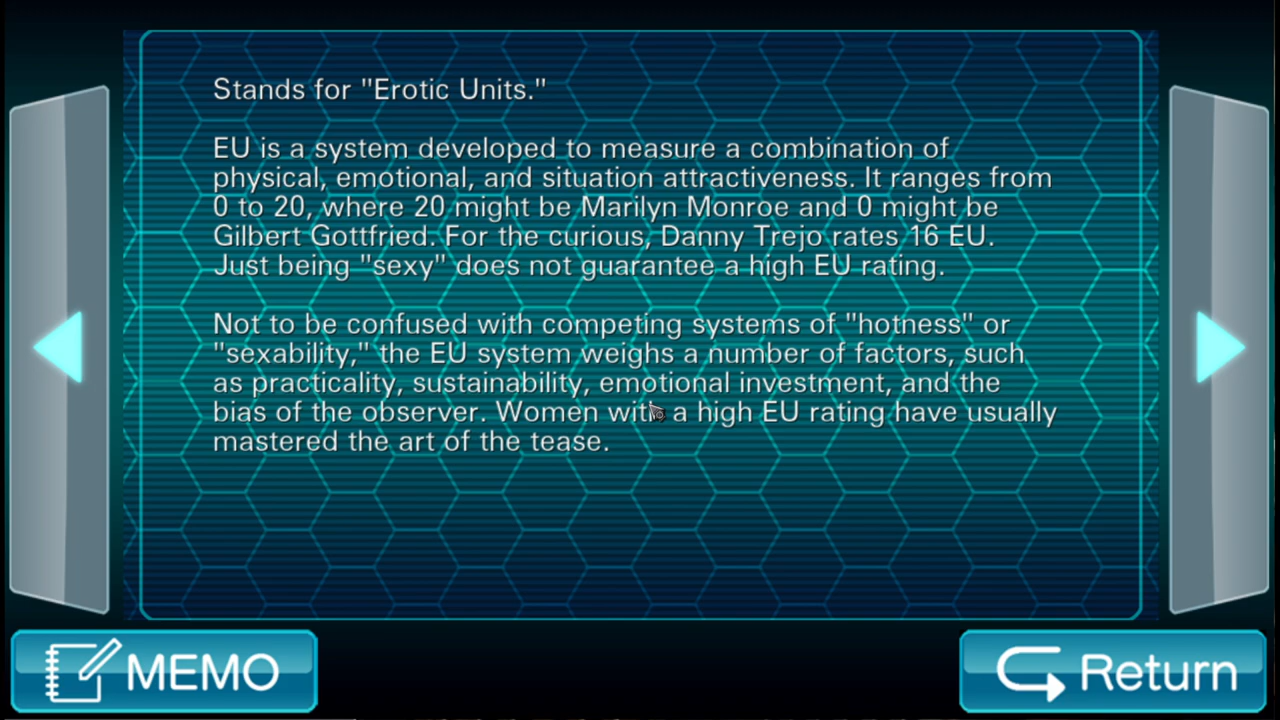 Stands for "Erotic Units."
EU is a system developed to measure a combination of
physical, emotional, and situation attractiveness. It ranges from
0 to 20, where 20 might be Marilyn Monroe and 0 might be
Gilbert Gottfried. For the curious, Danny Trejo rates 16 EU.
Just being "sexy" does not guarantee a high EU rating.
Not to be confused with competing systems of "hotness" or
"sexability," the EU system weighs a number of factors, such
as practicality, sustainability, emotional investment, and the
bias of the observer. Women with a high EU rating have usually
mastered the art of the tease.
MEMO
Return